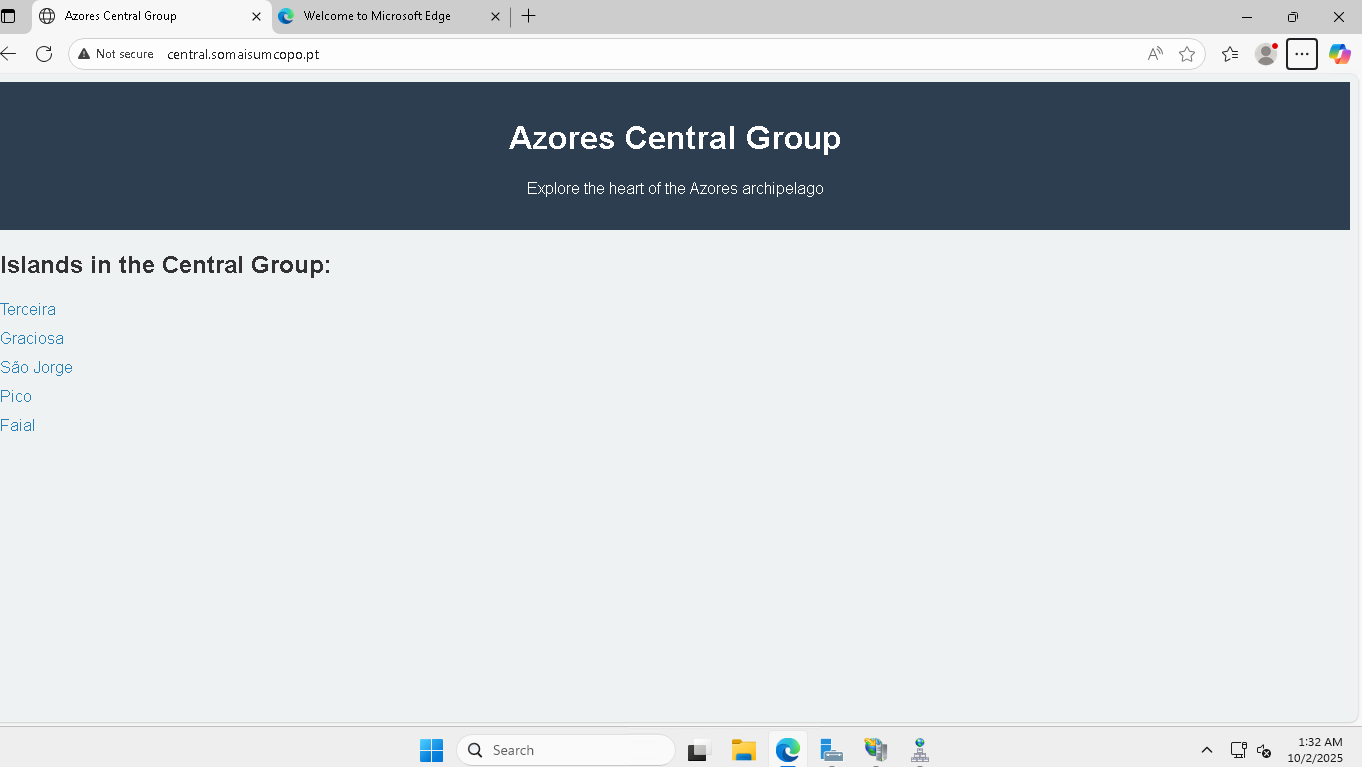 Azores Central Group
Welcome to Microsoft Edge
Not secure
central.somaisumcopo.pt
Azores Central Group
Explore the heart of the Azores archipelago
Islands in the Central Group:
Terceira
Graciosa
São Jorge
Pico
Faial
Search
1:32 AM
10/2/2025